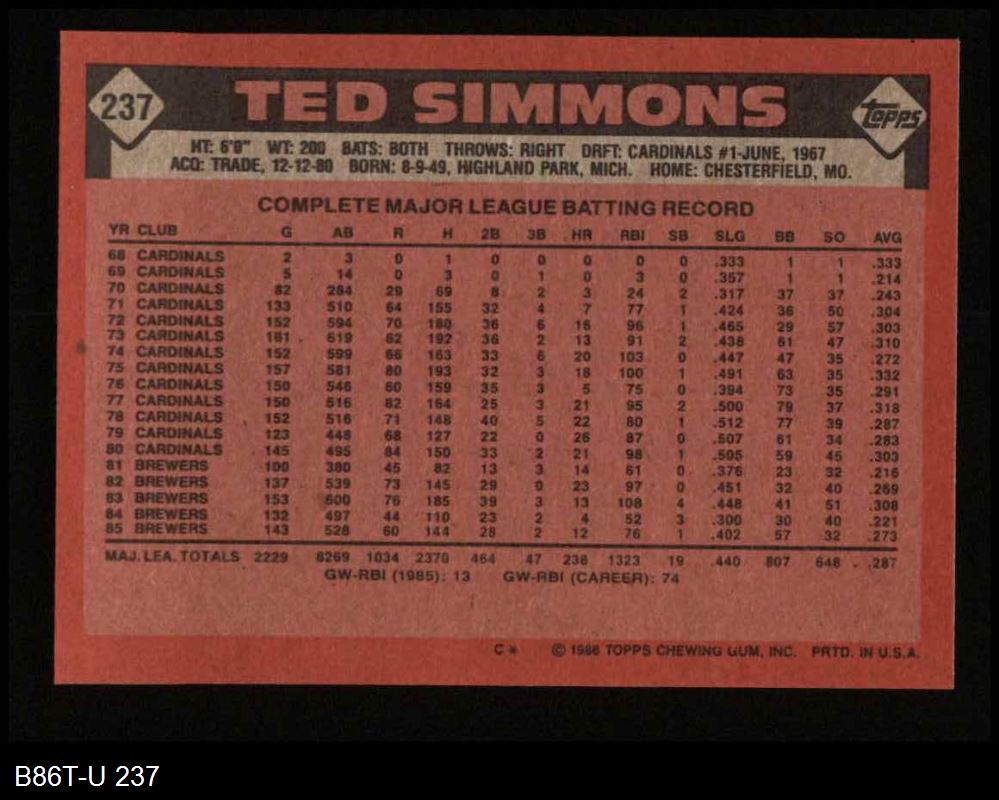 237 TED SIMMONS Topps
HT: 6'0" WT: 200 BATS: BOTH THROWS: RIGHT DRFT: CARDINALS #1-JUNE, 1967
ACQ: TRADE, 12-12-80 BORN: 8-9-49, HIGHLAND PARK, MICH. HOME: CHESTERFIELD, MO.
COMPLETE MAJOR LEAGUE BATTING RECORD
YR CLUB G AB R H 2B 3B HR RBI SB SLG BB SO AVG
68 CARDINALS 2 3 0 1 0 0 0 0 0 .333 1 1 .333
69 CARDINALS 5 14 0 3 0 1 0 3 0 .357 1 1 .214
70 CARDINALS 82 284 29 69 8 2 3 24 2 .317 37 37 .243
71 CARDINALS 133 510 64 155 32 4 7 77 1 .424 36 50 .304
72 CARDINALS 152 594 70 180 36 6 16 96 1 .465 29 57 .303
73 CARDINALS 161 619 62 192 36 2 13 91 2 .438 61 47 .310
74 CARDINALS 152 599 66 163 33 6 20 103 0 .447 47 35 .272
75 CARDINALS 157 581 80 193 32 3 18 100 1 .491 63 35 .332
76 CARDINALS 150 546 60 159 35 3 5 75 0 .394 73 35 .291
77 CARDINALS 150 516 82 164 25 3 21 95 2 .500 79 37 .318
78 CARDINALS 152 516 71 148 40 5 22 80 1 .512 77 39 .287
79 CARDINALS 123 448 68 127 22 0 26 87 0 .507 61 34 .283
80 CARDINALS 145 495 84 150 33 2 21 98 1 .505 59 45 .303
81 BREWERS 100 380 45 82 13 3 14 61 0 .376 23 32 .216
82 BREWERS 137 539 73 145 29 0 23 97 0 .451 32 40 .269
83 BREWERS 153 600 76 185 39 3 13 108 4 .448 41 51 .308
84 BREWERS 132 497 44 110 23 2 4 52 3 .300 30 40 .221
85 BREWERS 143 528 60 144 28 2 12 76 1 .402 57 32 .273
MAJ. LEA. TOTALS 2229 8269 1034 2370 464 47 238 1323 19 .440 807 648 .287
GW-RBI (1985): 13 GW-RBI (CAREER): 74
C* © 1986 TOPPS CHEWING GUM, INC. PRTD. IN U.S.A.
B86T-U 237